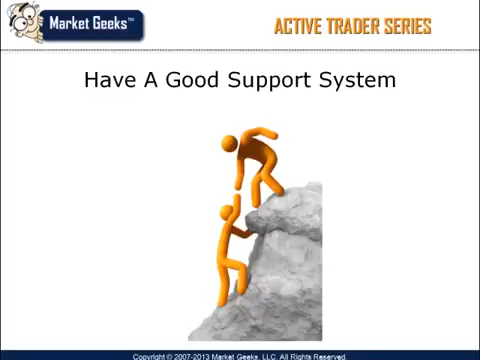 Market Geeks™
ACTIVE TRADER SERIES
Have A Good Support System
Copyright © 2007-2013 Market Geeks, LLC. All Rights Reserved.